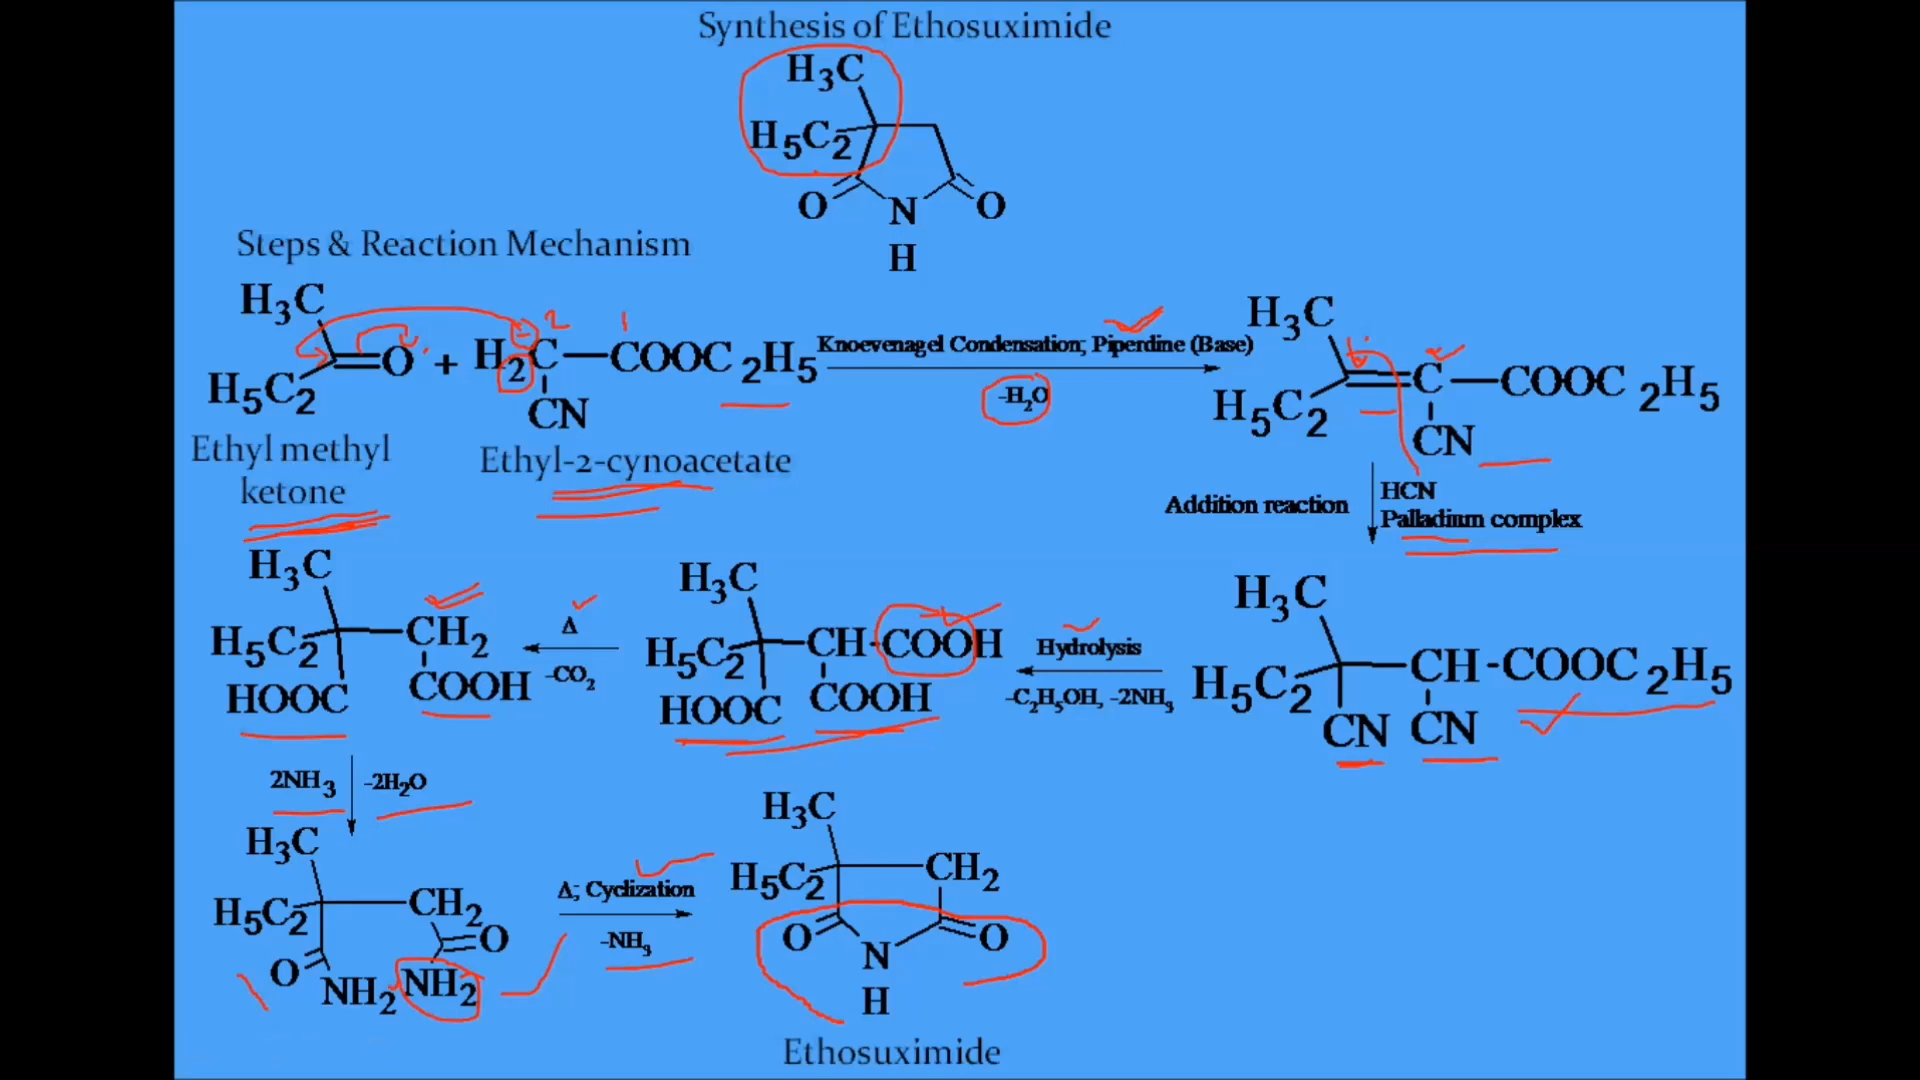 Synthesis of Ethosuximide
H3C
H5C2
O N O
H
Steps & Reaction Mechanism
H3C
H5C2 =O + H2C—COOC2H5
CN
Ethyl methyl
ketone
Ethyl-2-cynoacetate
2 1
Knoevenagel Condensation; Piperdine (Base)
-H2O
H3C
H5C2 C—COOC2H5
CN
Addition reaction
HCN
Palladium complex
H3C
H5C2 CH-COOC2H5
CN CN
Hydrolysis
-C2H5OH, -2NH3
H3C
H5C2 CH-COOH
HOOC COOH
Δ
-CO2
H3C
H5C2 CH2
HOOC COOH
2NH3 -2H2O
H3C
H5C2 CH2
O O
NH2 NH2
Δ; Cyclization
-NH3
H3C
H5C2 CH2
O N O
H
Ethosuximide